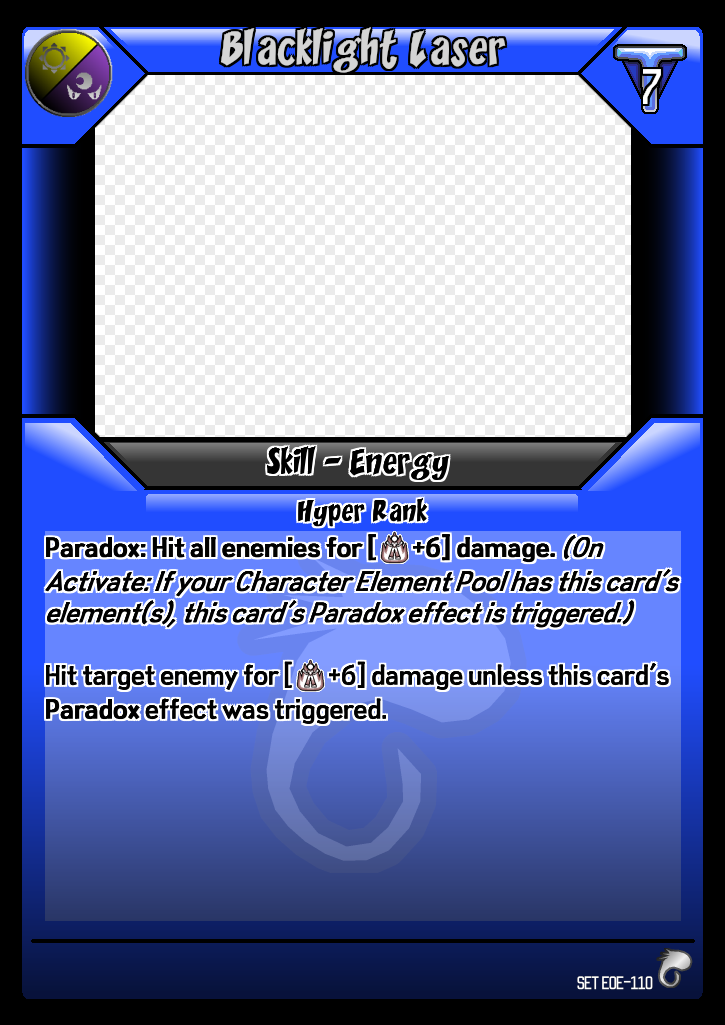 Blacklight Laser
7
Skill - Energy
Hyper Rank
Paradox: Hit all enemies for [ +6] damage. (On
Activate: If your Character Element Pool has this card's
element(s), this card's Paradox effect is triggered.)
Hit target enemy for [ +6] damage unless this card's
Paradox effect was triggered.
SET EOE-110